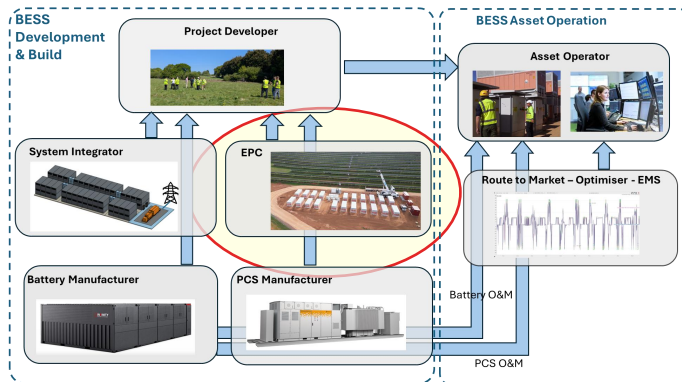 BESS
Development
& Build
BESS Asset Operation
Project Developer
Asset Operator
System Integrator
EPC
Route to Market – Optimiser - EMS
Battery Manufacturer
PCS Manufacturer
Battery O&M
PCS O&M